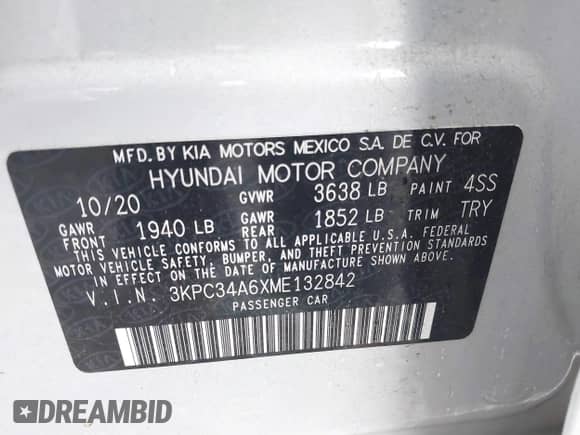 MFD. BY KIA MOTORS MEXICO S.A. DE C.V. FOR
HYUNDAI MOTOR COMPANY
10/20 GVWR 3638 LB PAINT 4SS
GAWR FRONT 1940 LB GAWR REAR 1852 LB TRIM TRY
THIS VEHICLE CONFORMS TO ALL APPLICABLE U.S.A. FEDERAL
MOTOR VEHICLE SAFETY, BUMPER, AND THEFT PREVENTION STANDARDS
IN EFFECT ON THE DATE OF MANUFACTURE SHOWN ABOVE.
V.I.N. 3KPC34A6XME132842
PASSENGER CAR
DREAMBID